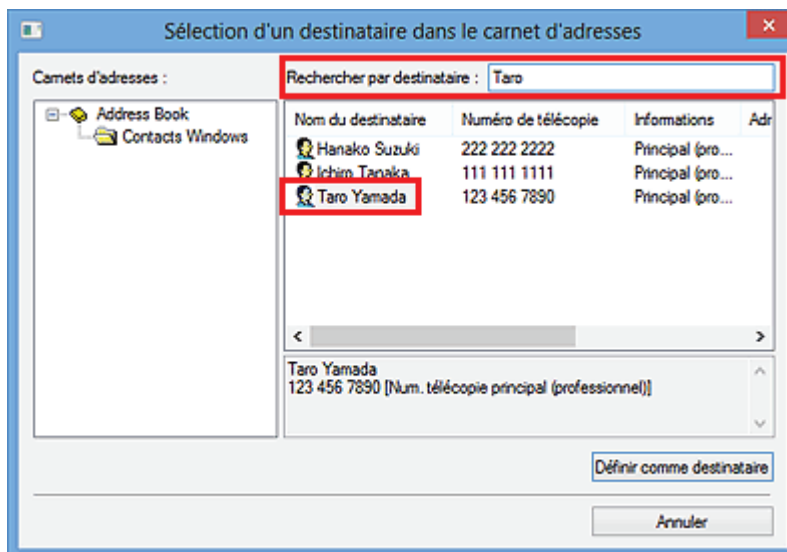 Sélection d'un destinataire dans le carnet d'adresses
Carnets d'adresses :
Rechercher par destinataire : Taro
Address Book
Contacts Windows
Nom du destinataire Numéro de télécopie Informations Adr
Hanako Suzuki 222 222 2222 Principal (pro...
Ichiro Tanaka 111 111 1111 Principal (pro...
Taro Yamada 123 456 7890 Principal (pro...
Taro Yamada
123 456 7890 [Num. télécopie principal (professionnel)]
Définir comme destinataire
Annuler